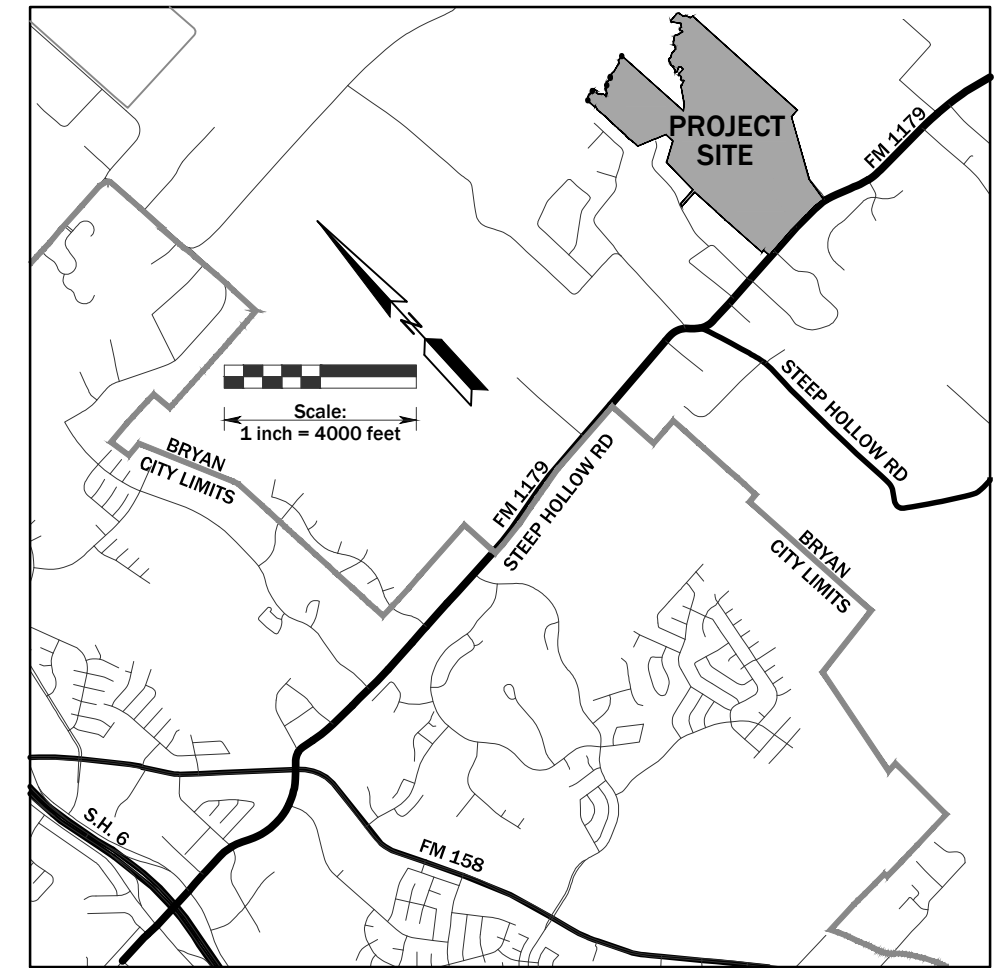 PROJECT
SITE
FM 1179
N
Scale:
1 inch = 4000 feet
STEEP HOLLOW RD
BRYAN
CITY LIMITS
FM 1179
STEEP HOLLOW RD
BRYAN
CITY LIMITS
S.H. 6
FM 158